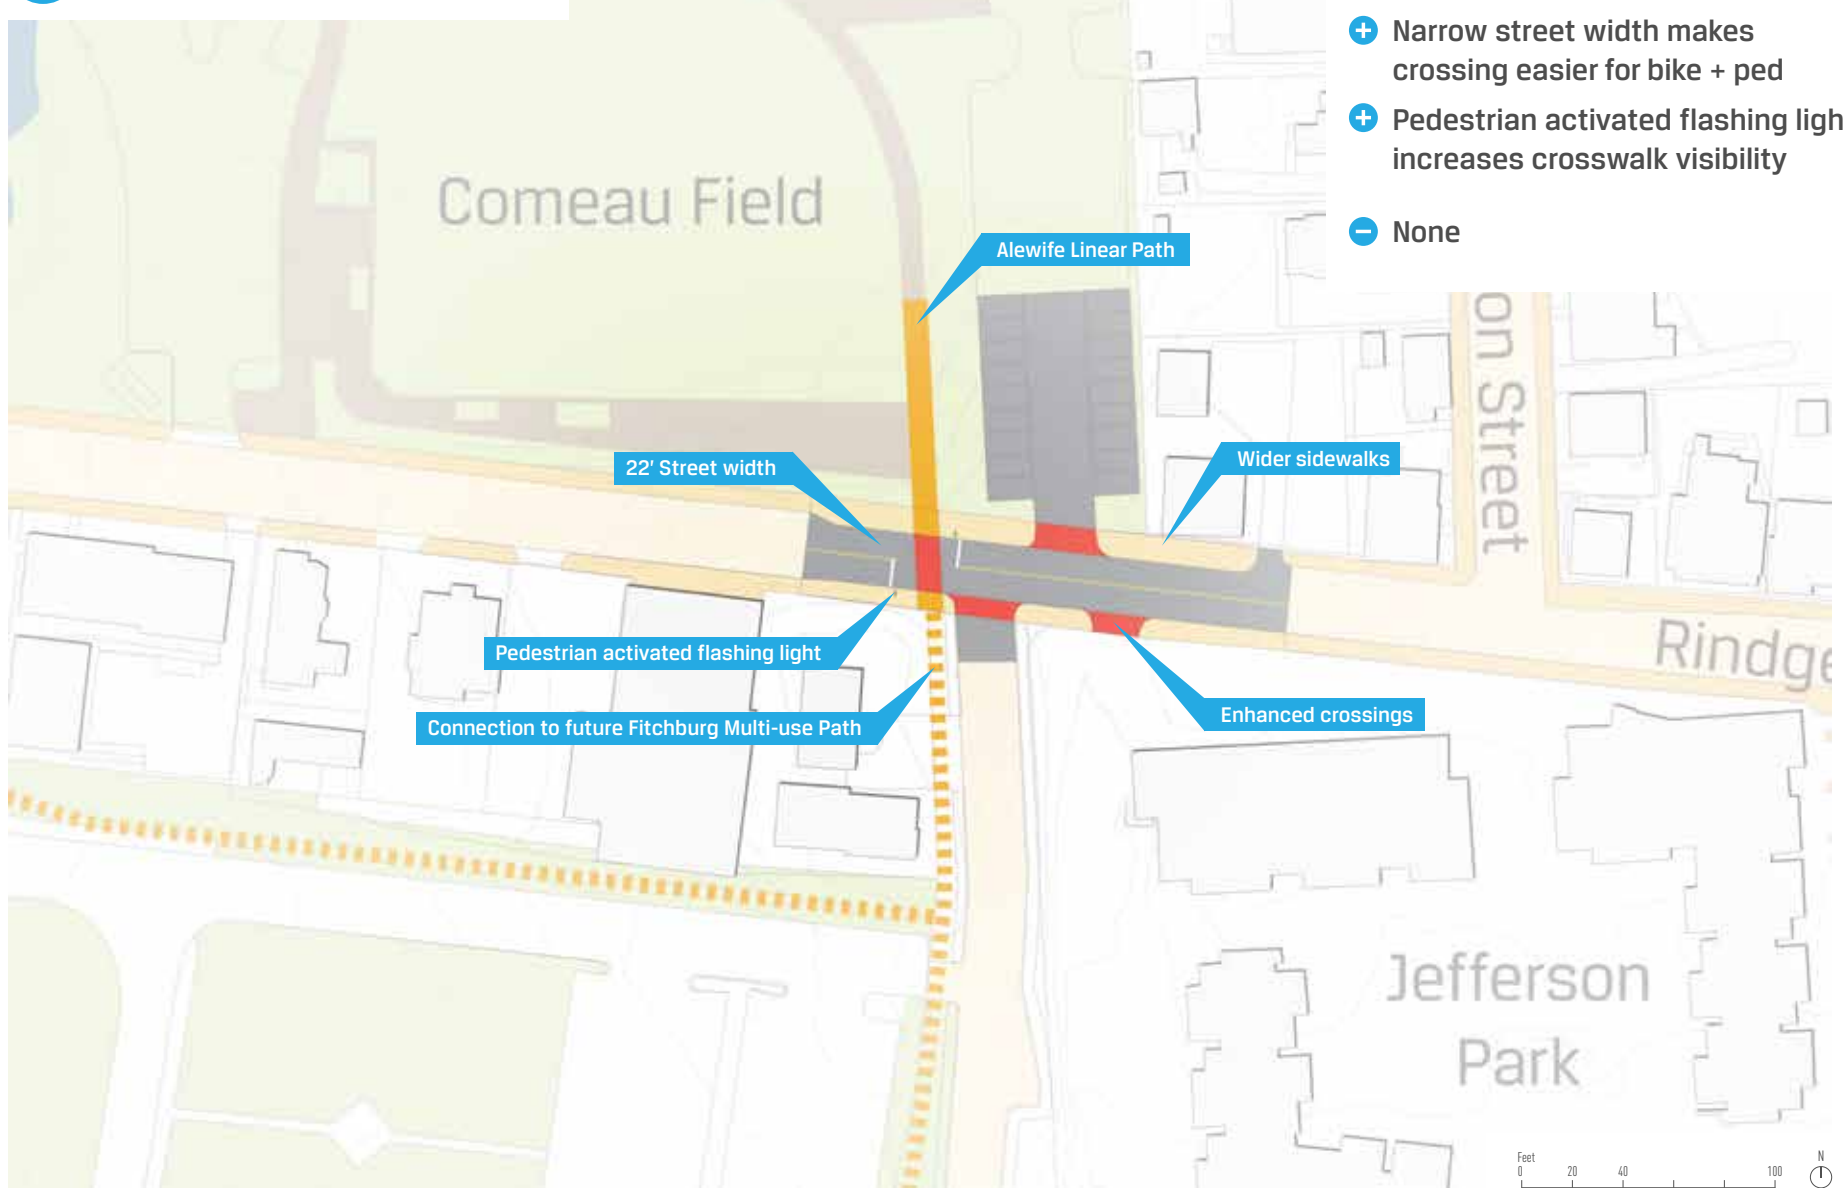 Narrow street width makes
crossing easier for bike + ped
Pedestrian activated flashing ligh
increases crosswalk visibility
None
Comeau Field
Alewife Linear Path
on Street
22' Street width
Wider sidewalks
Pedestrian activated flashing light
Rindge
Connection to future Fitchburg Multi-use Path
Enhanced crossings
Jefferson
Park
Feet
0 20 40 100
N